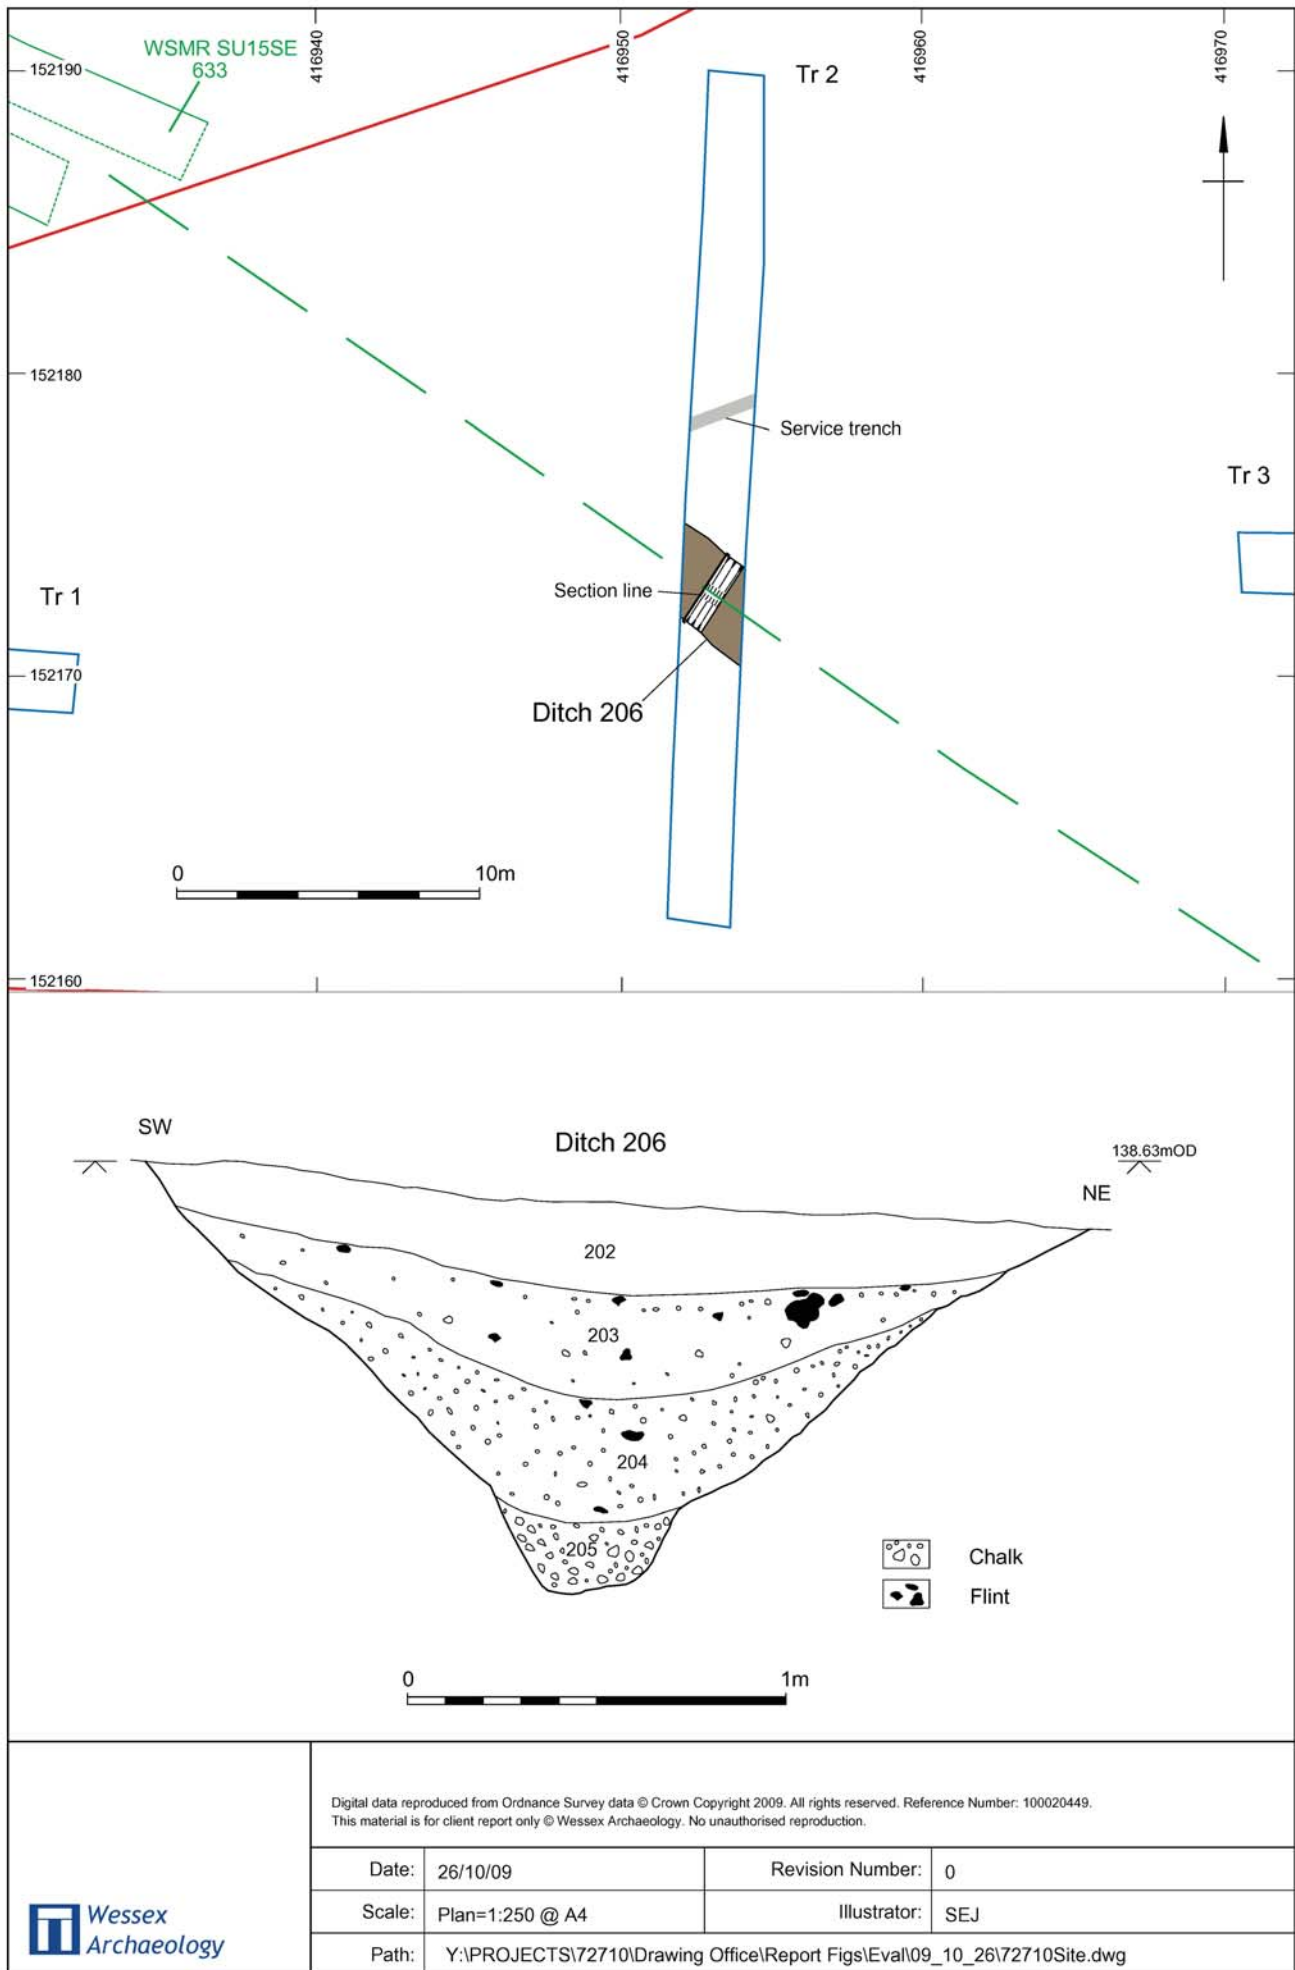 416940
416950
416960
416970
WSMR SU15SE
633
152190
Tr 2
152180
Service trench
Tr 3
Section line
Tr 1
152170
Ditch 206
0 10m
152160
SW
Ditch 206
138.63mOD
NE
202
203
204
205
Chalk
Flint
0 1m
Digital data reproduced from Ordnance Survey data © Crown Copyright 2009. All rights reserved. Reference Number: 100020449.
This material is for client report only © Wessex Archaeology. No unauthorised reproduction.
Date: 26/10/09 Revision Number: 0
Scale: Plan=1:250 @ A4 Illustrator: SEJ
Path: Y:\PROJECTS\72710\Drawing Office\Report Figs\Eval\09_10_26\72710Site.dwg
Wessex
Archaeology